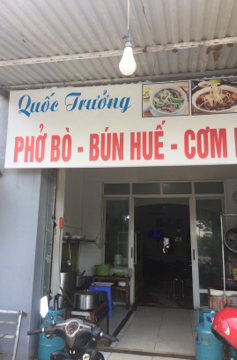 Quốc Trưởng
PHỞ BÒ - BÚN HUẾ - CƠM